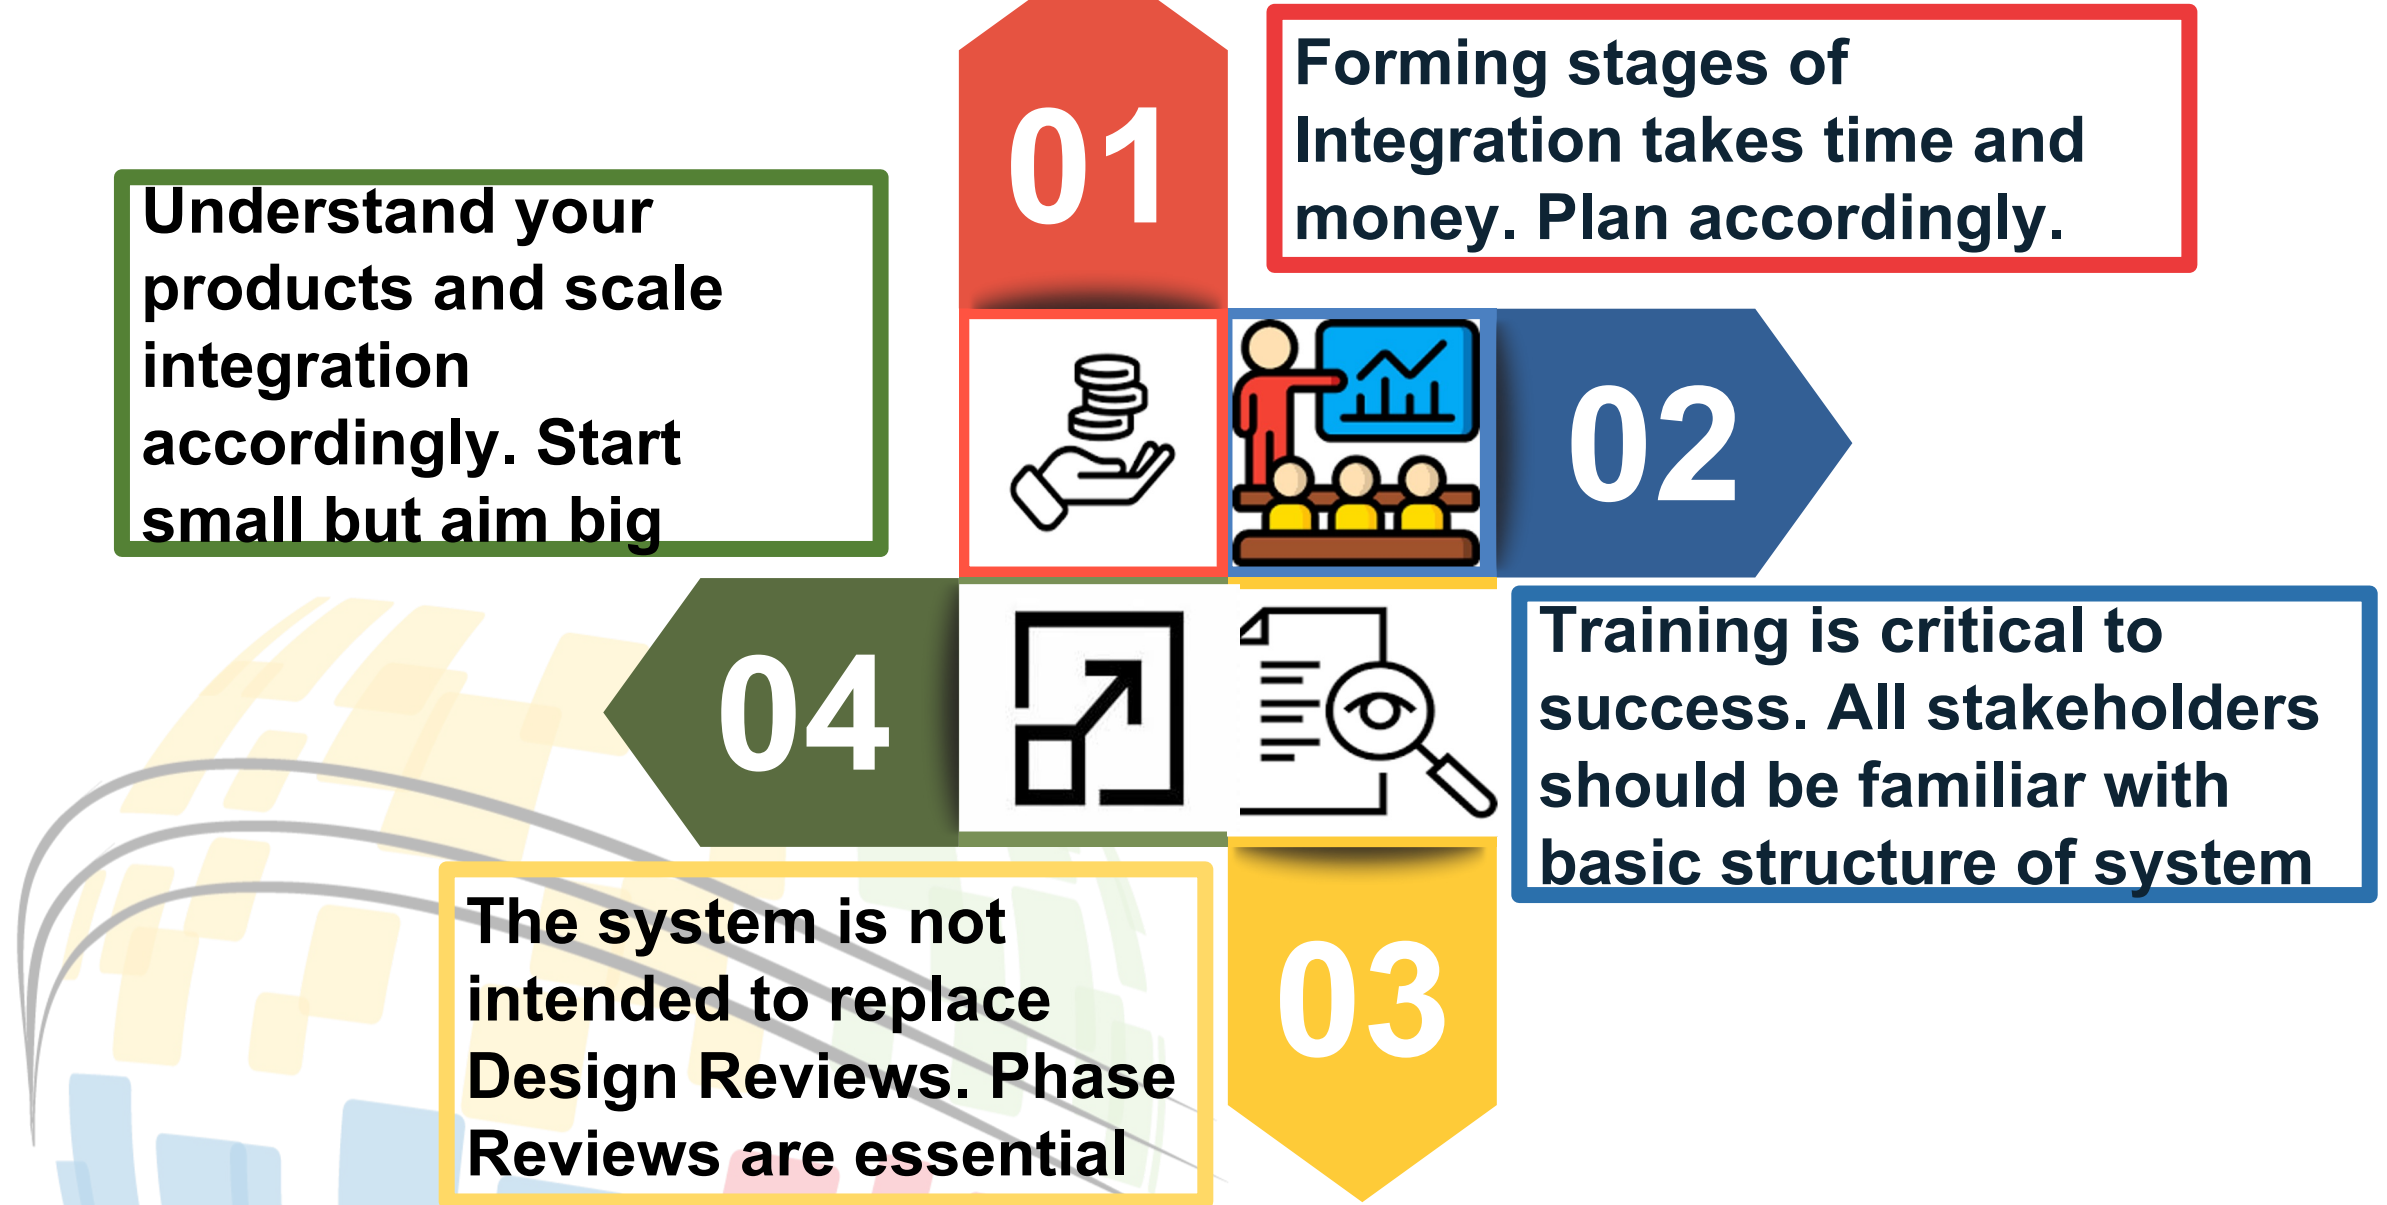 01
Forming stages of
Integration takes time and
money. Plan accordingly.
02
Training is critical to
success. All stakeholders
should be familiar with
basic structure of system
03
The system is not
intended to replace
Design Reviews. Phase
Reviews are essential
04
Understand your
products and scale
integration
accordingly. Start
small but aim big